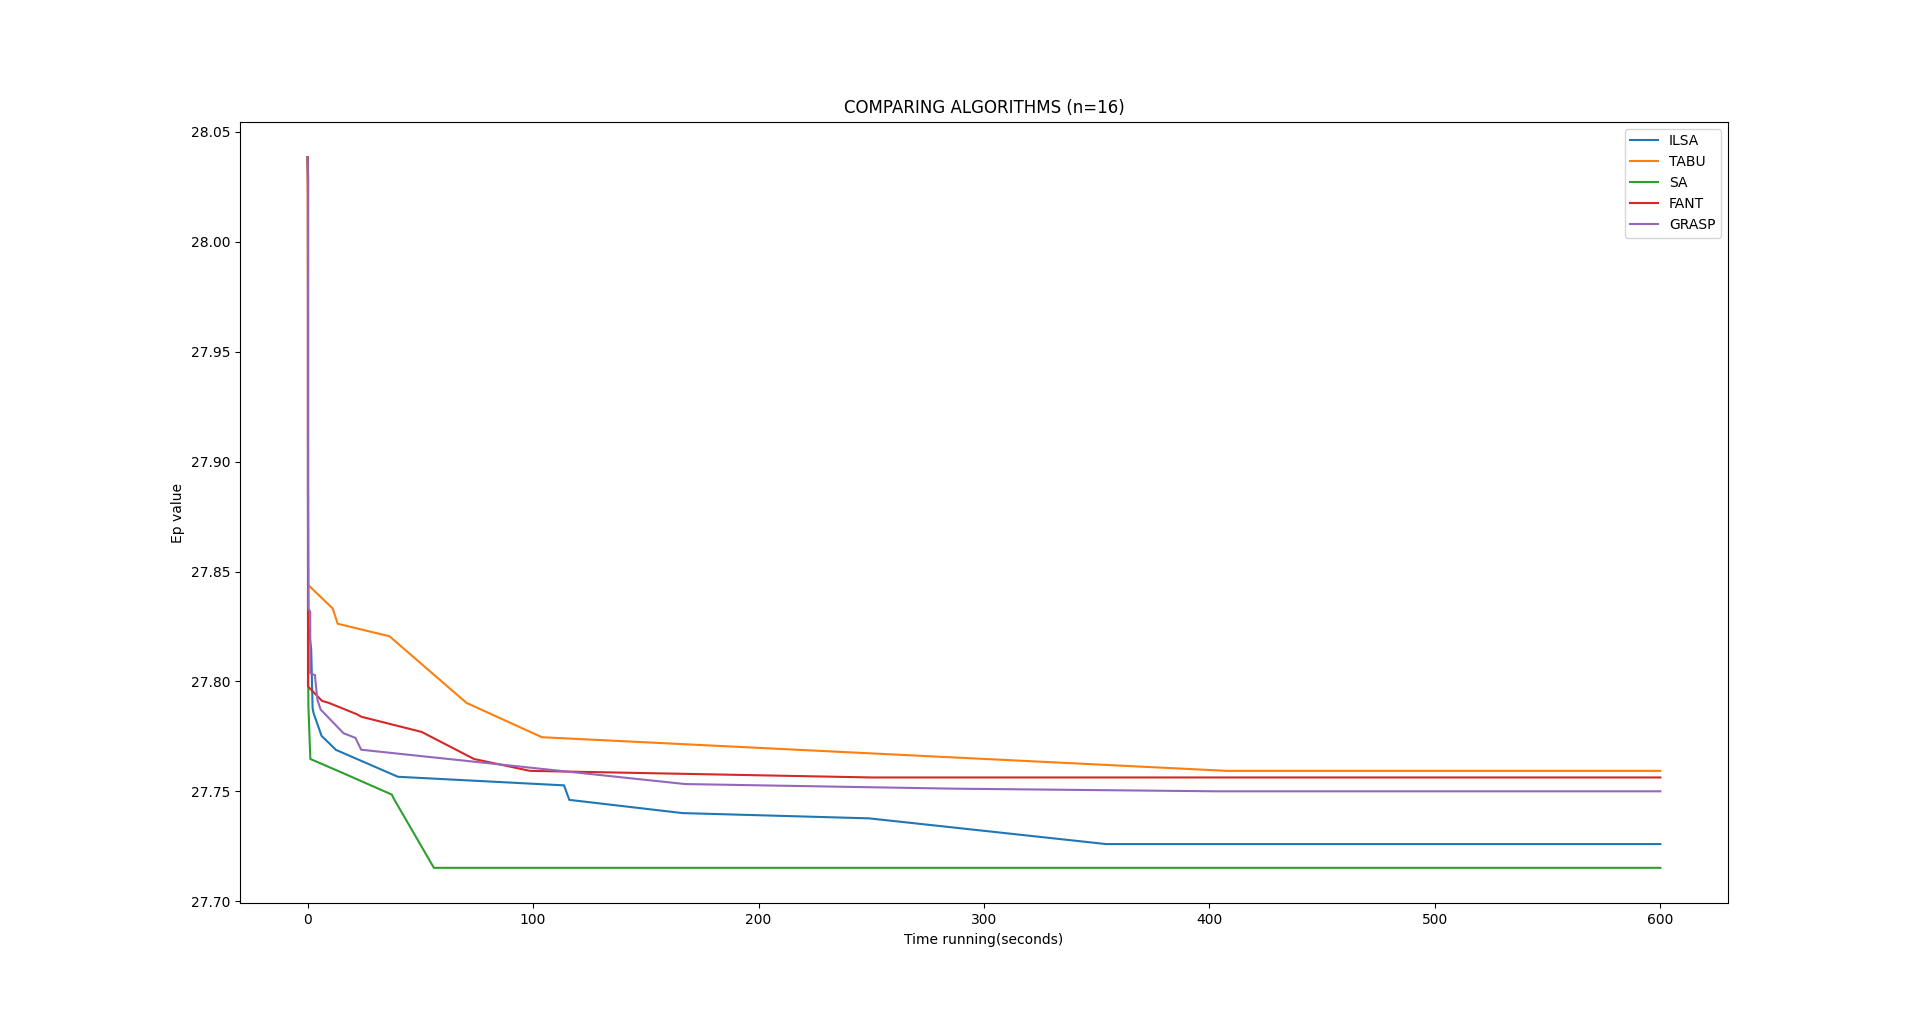 COMPARING ALGORITHMS (n=16)
28.05
28.00
27.95
27.90
27.85
27.80
27.75
27.70
Ep value
ILSA
TABU
SA
FANT
GRASP
0 100 200 300 400 500 600
Time running(seconds)